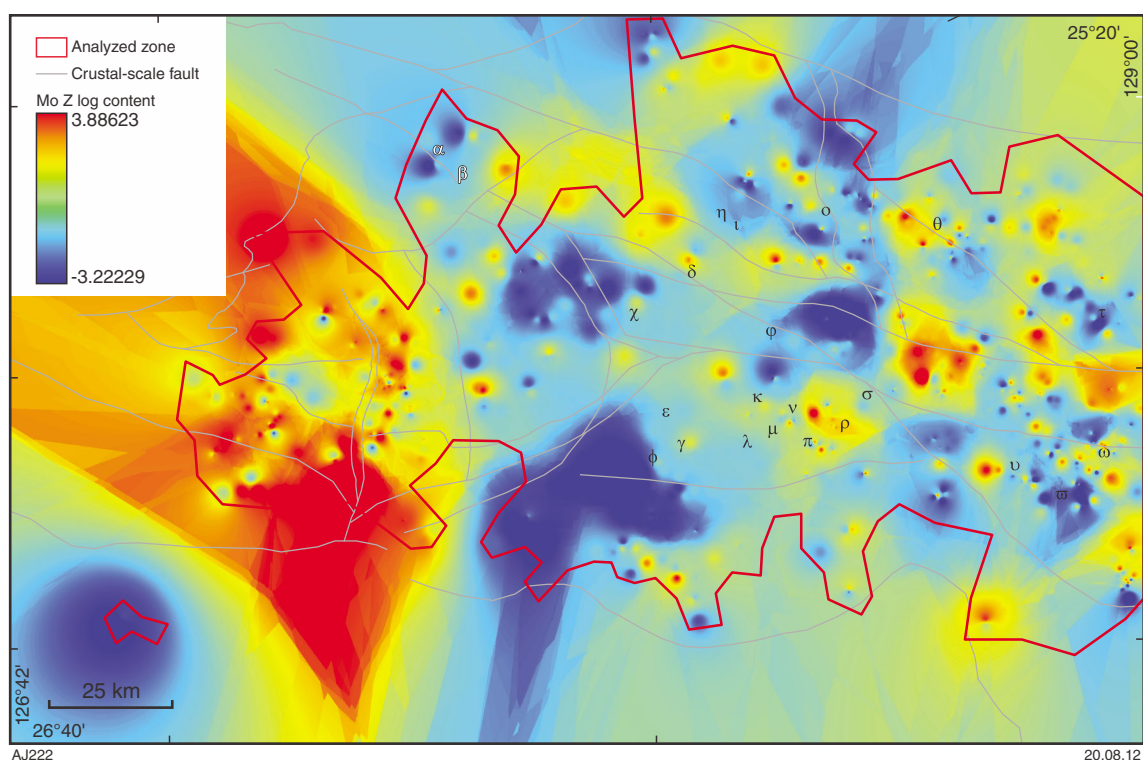 Analyzed zone
Crustal-scale fault
Mo Z log content
3.88623
-3.22229
25°20'
129°00'
α
β
η
ι
ο
θ
δ
χ
τ
φ
κ
ν
σ
ε
μ
ρ
λ
π
γ
ϕ
ω
υ
ϖ
126°42'
25 km
26°40'
AJ222
20.08.12